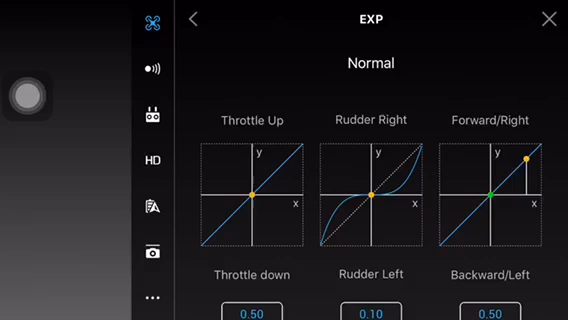 EXP
Normal
Throttle Up
Rudder Right
Forward/Right
y
y
y
x
x
x
HD
Throttle down
Rudder Left
Backward/Left
0.50
0.10
0.50